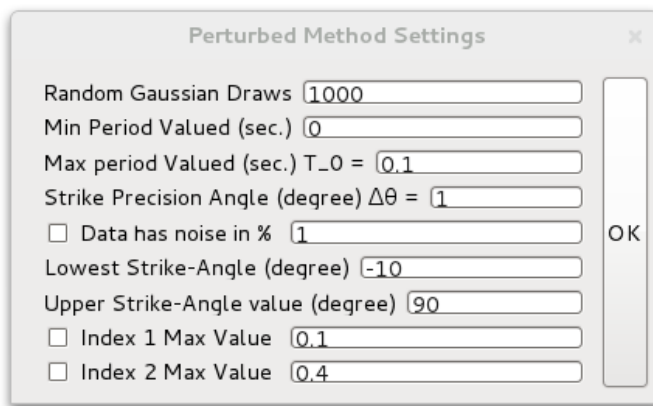 Perturbed Method Settings ×
Random Gaussian Draws 1000
Min Period Valued (sec.) 0
Max period Valued (sec.) T_0 = 0.1
Strike Precision Angle (degree) Δθ = 1
Data has noise in % 1
OK
Lowest Strike-Angle (degree) -10
Upper Strike-Angle value (degree) 90
Index 1 Max Value 0.1
Index 2 Max Value 0.4